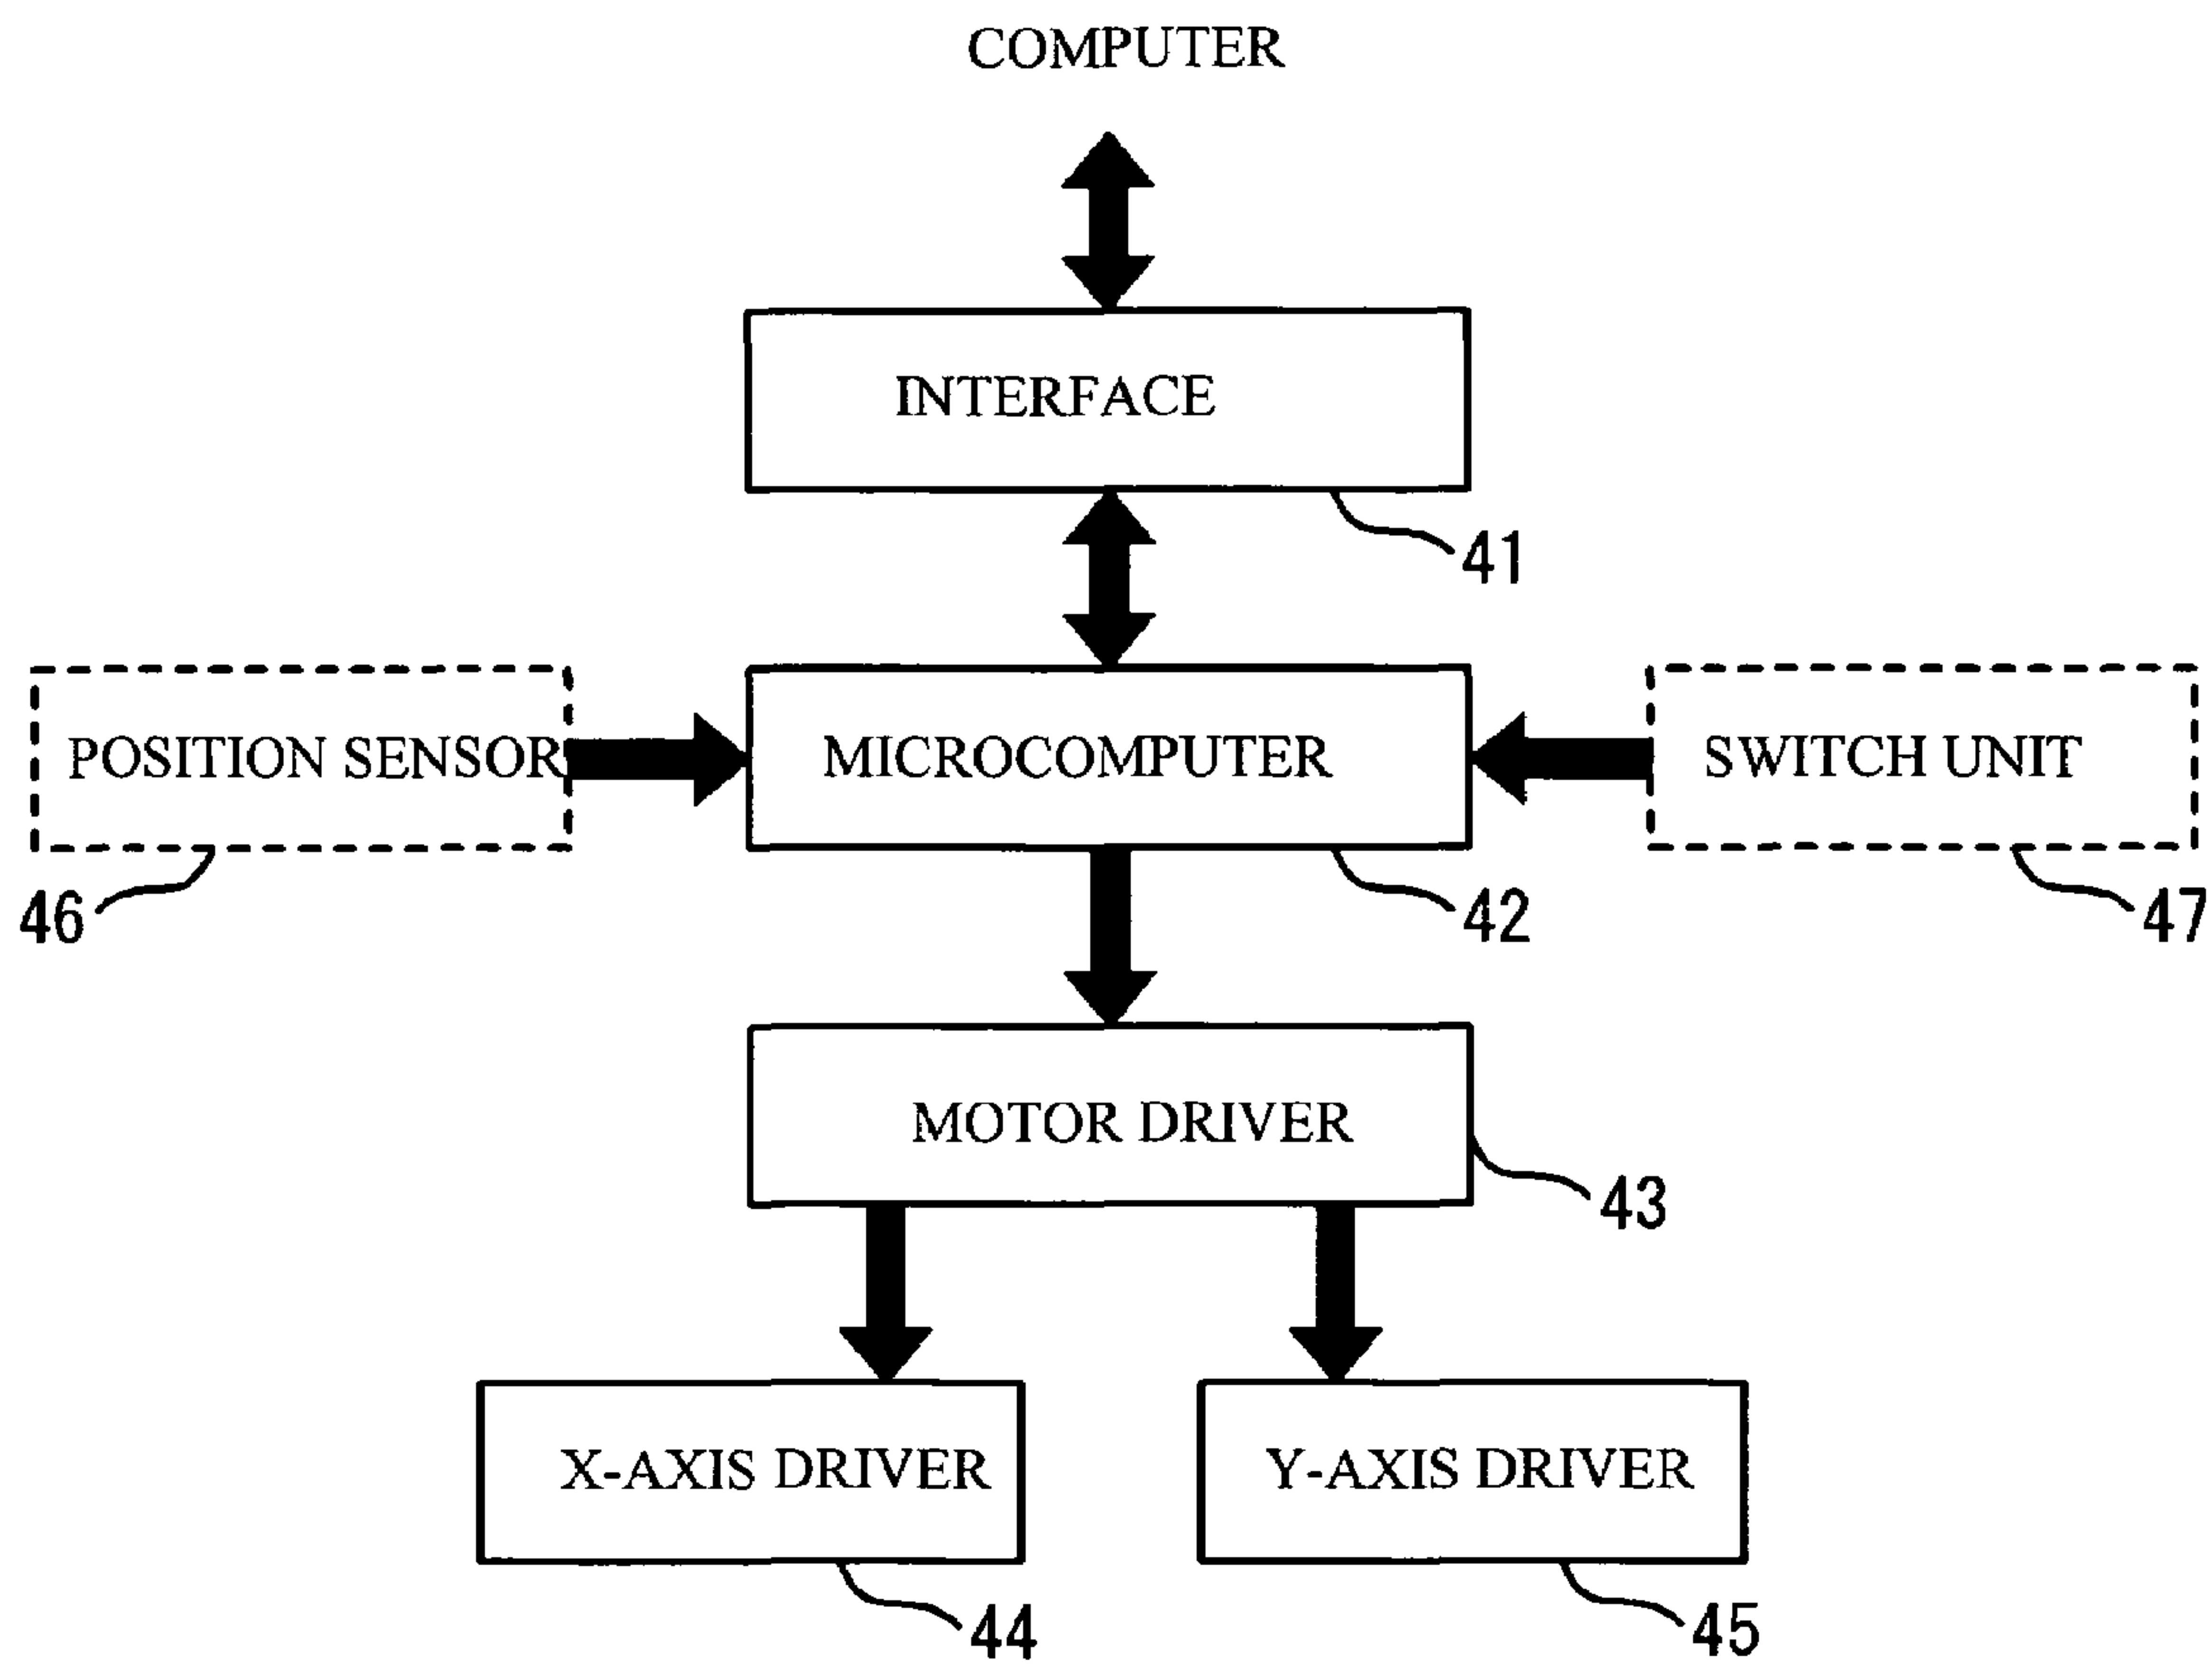 COMPUTER
INTERFACE
41
POSITION SENSOR
MICROCOMPUTER
SWITCH UNIT
46
42
47
MOTOR DRIVER
43
X-AXIS DRIVER
Y-AXIS DRIVER
44
45